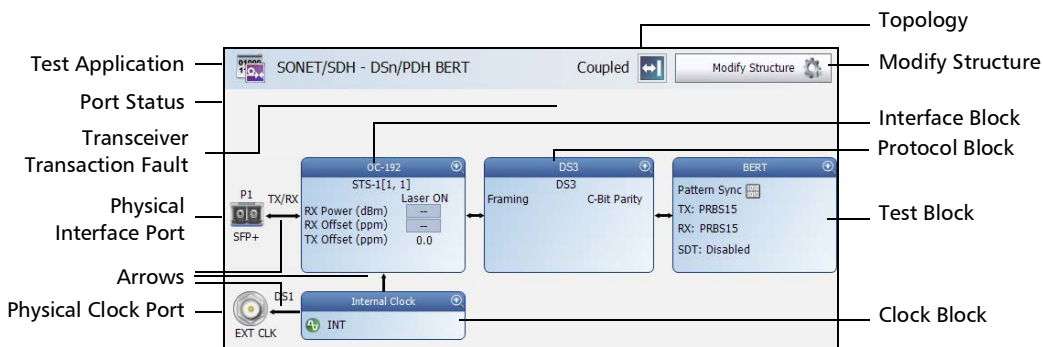 Topology
Test Application
SONET/SDH - DSn/PDH BERT
Coupled
Modify Structure
Modify Structure
Port Status
Transceiver
Transaction Fault
Interface Block
Protocol Block
OC-192
STS-1[1, 1]
Laser ON
RX Power (dBm) --
RX Offset (ppm) --
TX Offset (ppm) 0.0
DS3
DS3
Framing C-Bit Parity
BERT
Pattern Sync
TX: PRBS15
RX: PRBS15
SDT: Disabled
Test Block
P1
TX/RX
SFP+
Physical
Interface Port
Arrows
Physical Clock Port
DS1
EXT CLK
Internal Clock
INT
Clock Block